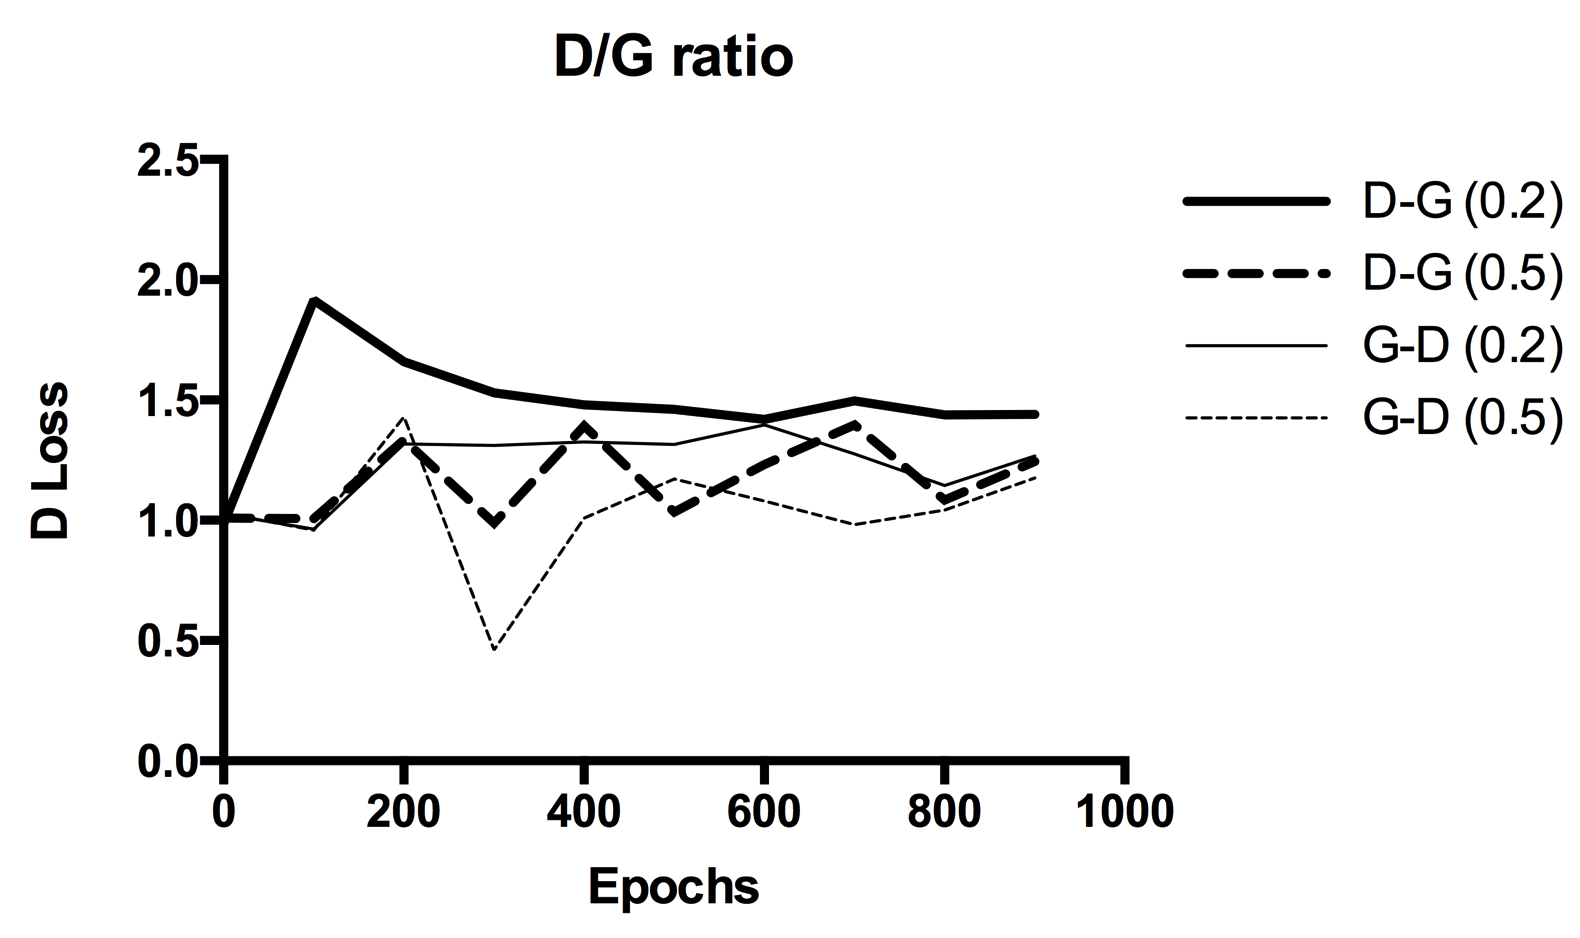 D/G ratio
2.5
2.0
1.5
1.0
0.5
0.0
D Loss
0 200 400 600 800 1000
Epochs
D-G (0.2)
D-G (0.5)
G-D (0.2)
G-D (0.5)